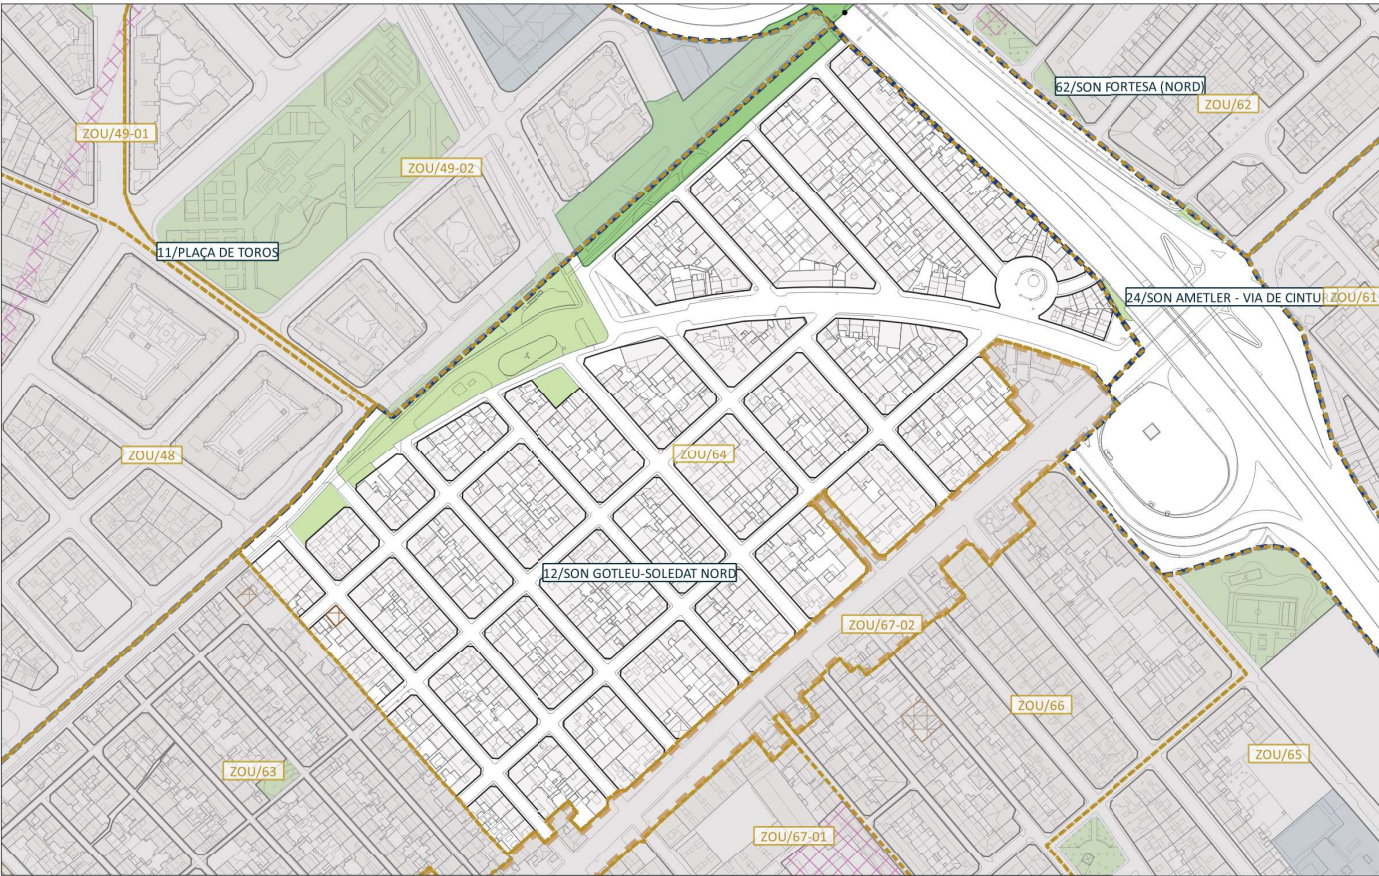 62/SON FORTESA (NORD)
ZOU/62
ZOU/49-01
ZOU/49-02
11/PLAÇA DE TOROS
24/SON AMETLER - VIA DE CINTUR
ZOU/61
ZOU/48
ZOU/64
12/SON GOTLEU-SOLEDAT NORD
ZOU/67-02
ZOU/66
ZOU/65
ZOU/63
ZOU/67-01